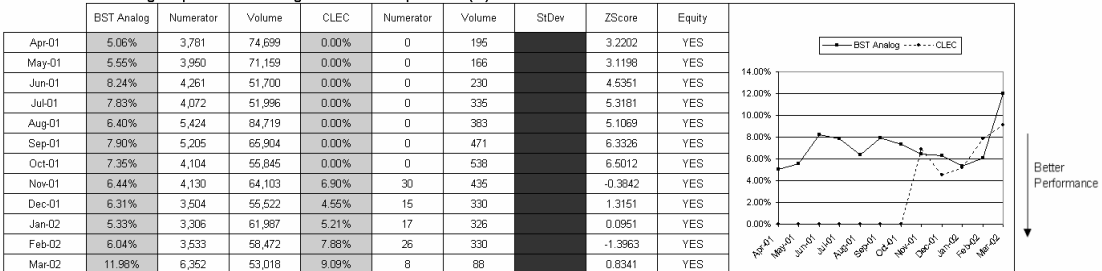 BST Analog Numerator Volume CLEC Numerator Volume StDev ZScore Equity
Apr-01 5.06% 3,781 74,699 0.00% 0 195 3.2202 YES
May-01 5.55% 3,950 71,159 0.00% 0 166 3.1198 YES
Jun-01 8.24% 4,261 51,700 0.00% 0 230 4.5351 YES
Jul-01 7.83% 4,072 51,996 0.00% 0 335 5.3181 YES
Aug-01 6.40% 5,424 84,719 0.00% 0 383 5.1069 YES
Sep-01 7.90% 5,205 65,904 0.00% 0 471 6.3326 YES
Oct-01 7.35% 4,104 55,845 0.00% 0 538 6.5012 YES
Nov-01 6.44% 4,130 64,103 6.90% 30 435 -0.3842 YES
Dec-01 6.31% 3,504 55,522 4.55% 15 330 1.3151 YES
Jan-02 5.33% 3,306 61,987 5.21% 17 326 0.0951 YES
Feb-02 6.04% 3,533 58,472 7.88% 26 330 -1.3963 YES
Mar-02 11.98% 6,352 53,018 9.09% 8 88 0.8341 YES
BST Analog CLEC
14.00%
12.00%
10.00%
8.00%
6.00%
4.00%
2.00%
0.00%
Apr-01 May-01 Jun-01 Jul-01 Aug-01 Sep-01 Oct-01 Nov-01 Dec-01 Jan-02 Feb-02 Mar-02
Better
Performance